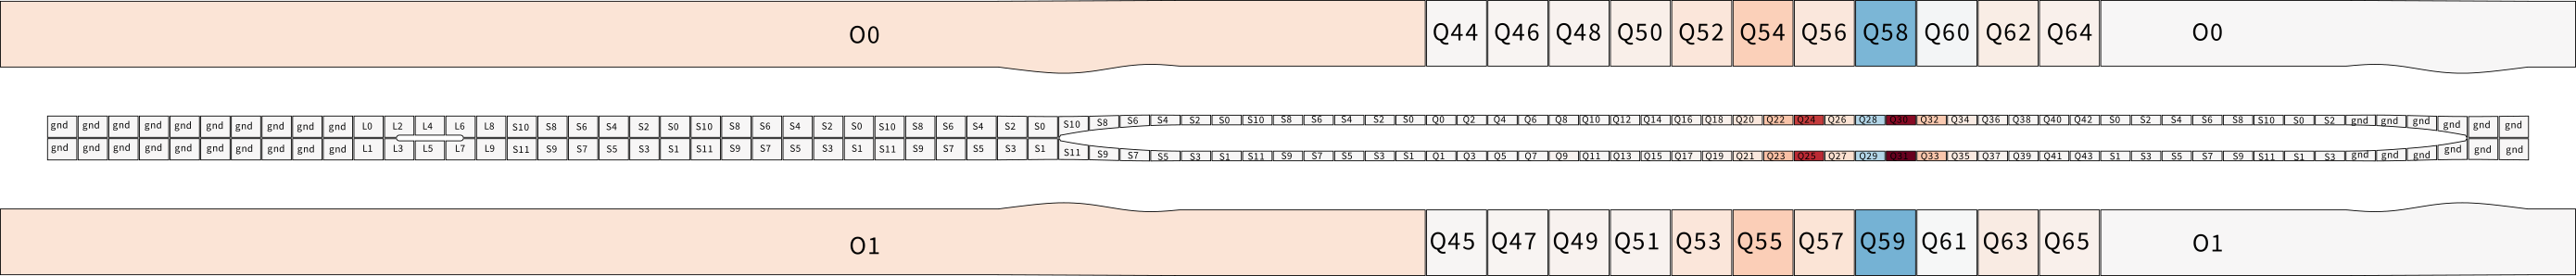 O0 Q44 Q46 Q48 Q50 Q52 Q54 Q56 Q58 Q60 Q62 Q64 O0
gnd gnd gnd gnd gnd gnd gnd gnd gnd gnd L0 L2 L4 L6 L8 S10 S8 S6 S4 S2 S0 S10 S8 S6 S4 S2 S0 S10 S8 S6 S4 S2 S0 S10 S8 S6 S4 S2 S0 S10 S8 S6 S4 S2 S0 Q0 Q2 Q4 Q6 Q8 Q10 Q12 Q14 Q16 Q18 Q20 Q22 Q24 Q26 Q28 Q30 Q32 Q34 Q36 Q38 Q40 Q42 S0 S2 S4 S6 S8 S10 S0 S2 gnd gnd gnd gnd gnd gnd
gnd gnd gnd gnd gnd gnd gnd gnd gnd gnd L1 L3 L5 L7 L9 S11 S9 S7 S5 S3 S1 S11 S9 S7 S5 S3 S1 S11 S9 S7 S5 S3 S1 S11 S9 S7 S5 S3 S1 S11 S9 S7 S5 S3 S1 Q1 Q3 Q5 Q7 Q9 Q11 Q13 Q15 Q17 Q19 Q21 Q23 Q25 Q27 Q29 Q31 Q33 Q35 Q37 Q39 Q41 Q43 S1 S3 S5 S7 S9 S11 S1 S3 gnd gnd gnd gnd gnd gnd
O1 Q45 Q47 Q49 Q51 Q53 Q55 Q57 Q59 Q61 Q63 Q65 O1